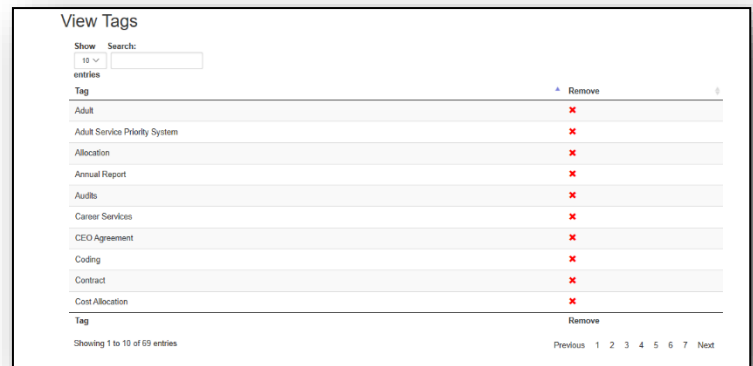 View Tags
Show Search:
10
entries
Tag Remove
Adult
Adult Service Priority System
Allocation
Annual Report
Audits
Career Services
CEO Agreement
Coding
Contract
Cost Allocation
Tag Remove
Showing 1 to 10 of 69 entries Previous 1 2 3 4 5 6 7 Next